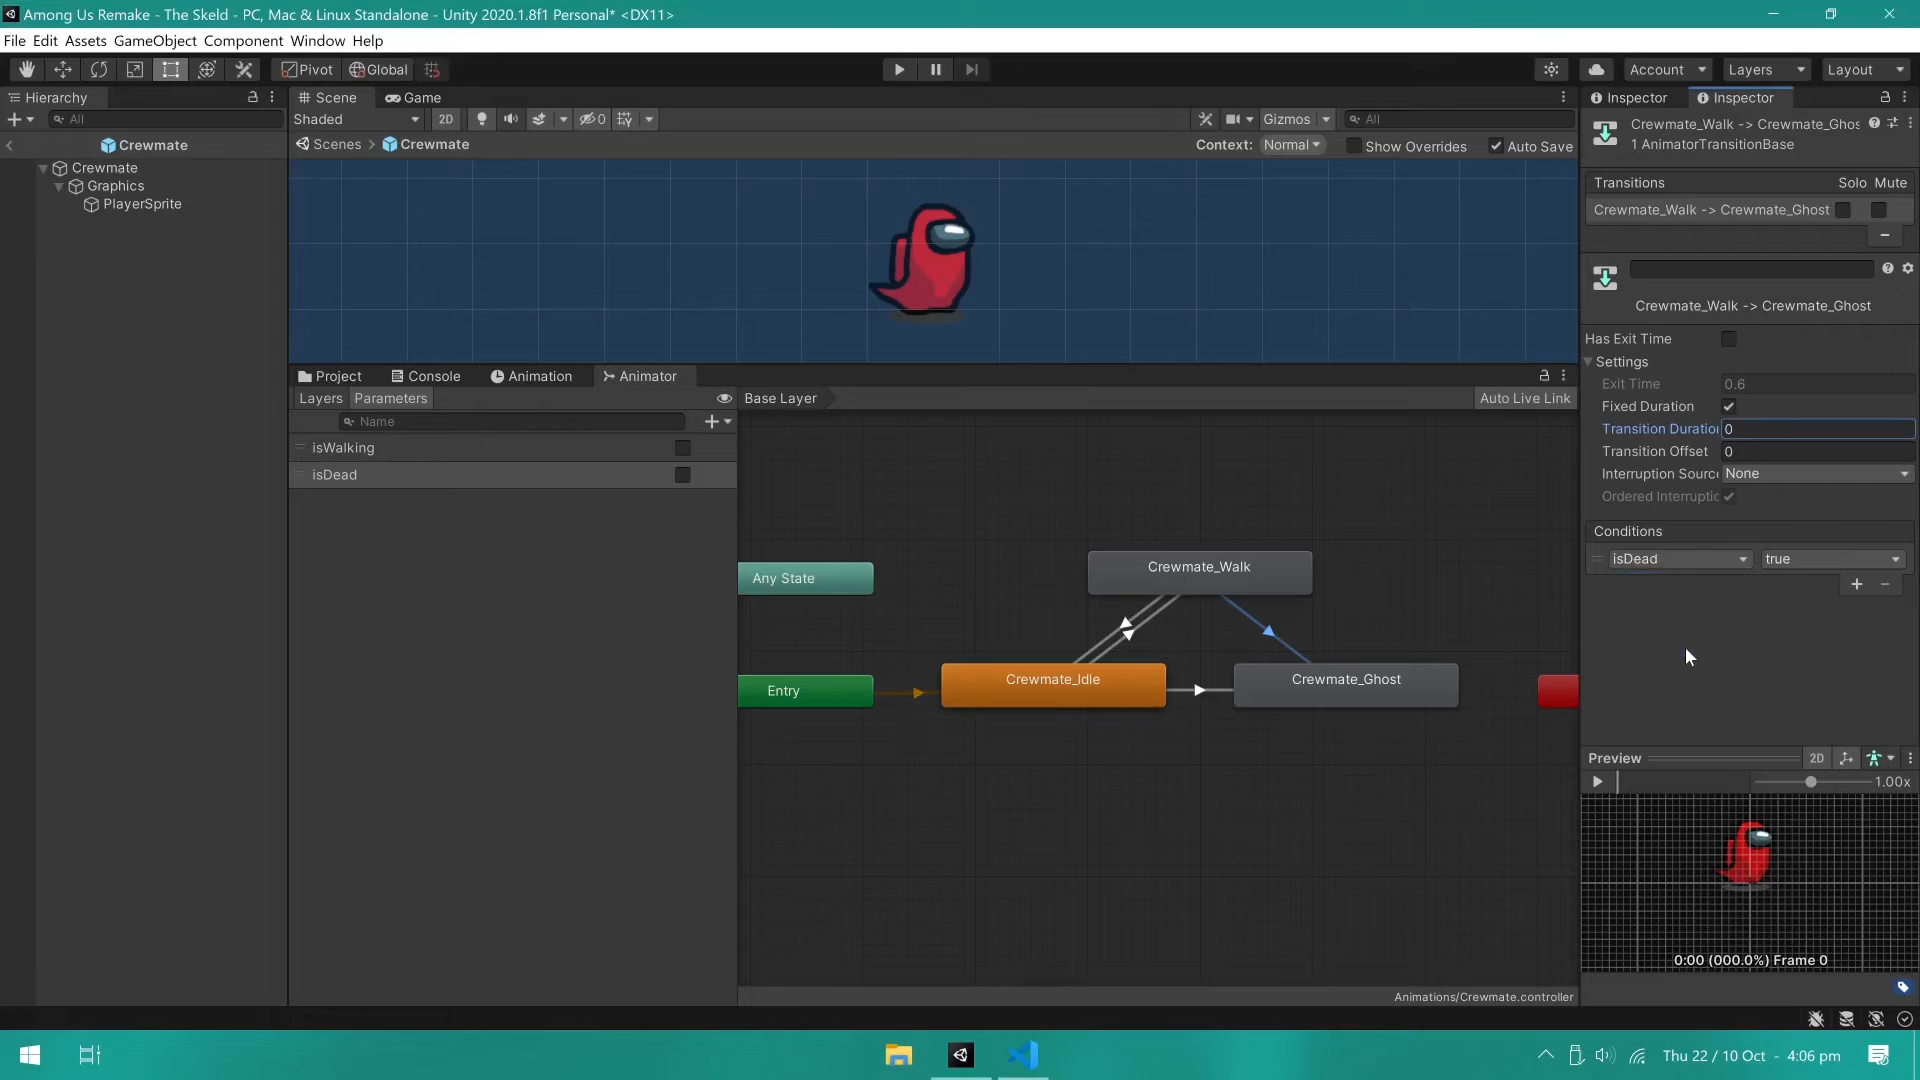 Among Us Remake - The Skeld - PC, Mac & Linux Standalone - Unity 2020.1.8f1 Personal* <DX11>
File Edit Assets GameObject Component Window Help
Pivot Global
Account Layers Layout
Hierarchy
All
Crewmate
Crewmate
Graphics
PlayerSprite
Scene Game
Shaded 2D 0 Gizmos All
Scenes > Crewmate
Context: Normal Show Overrides Auto Save
Project Console Animation Animator
Layers Parameters
Base Layer Auto Live Link
Name
isWalking
isDead
Any State
Crewmate_Walk
Entry
Crewmate_Idle
Crewmate_Ghost
Animations/Crewmate.controller
Inspector Inspector
Crewmate_Walk -> Crewmate_Ghos
1 AnimatorTransitionBase
Transitions Solo Mute
Crewmate_Walk -> Crewmate_Ghost
Crewmate_Walk -> Crewmate_Ghost
Has Exit Time
Settings
Exit Time 0.6
Fixed Duration
Transition Duration 0
Transition Offset 0
Interruption Sourc None
Ordered Interruptic
Conditions
isDead true
Preview 2D
1.00x
0:00 (000.0%) Frame 0
Thu 22 / 10 Oct - 4:06 pm